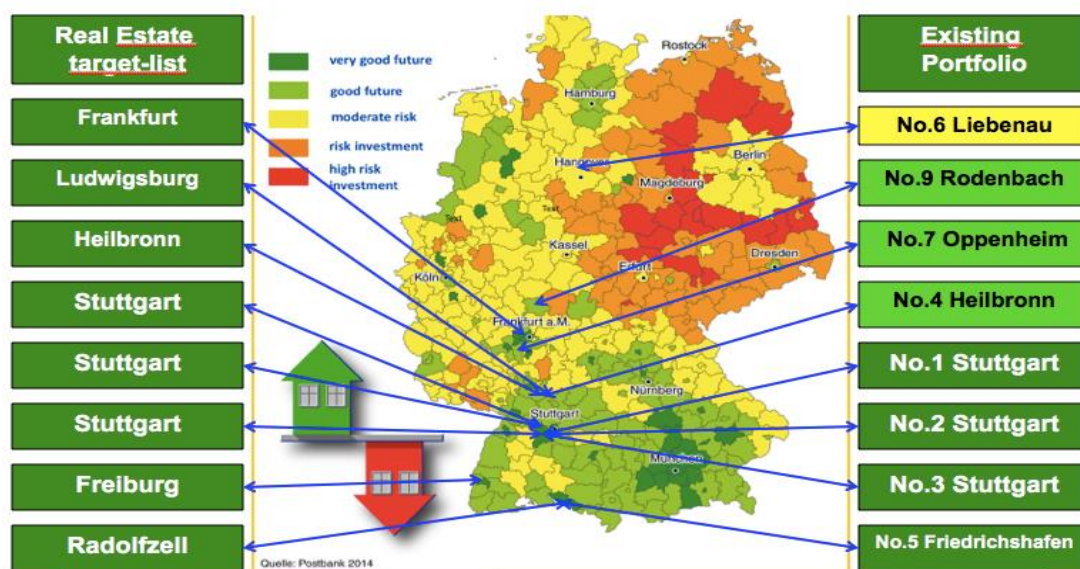 Real Estate
target-list
Frankfurt
Ludwigsburg
Heilbronn
Stuttgart
Stuttgart
Stuttgart
Freiburg
Radolfzell
very good future
good future
moderate risk
risk investment
high risk
investment
Rostock
Hamburg
Hannover
Berlin
Magdeburg
Text
Text
Kassel
Köln
Erfurt
Dresden
Frankfurt a.M.
Nürnberg
Stuttgart
München
Quelle: Postbank 2014
Existing
Portfolio
No.6 Liebenau
No.9 Rodenbach
No.7 Oppenheim
No.4 Heilbronn
No.1 Stuttgart
No.2 Stuttgart
No.3 Stuttgart
No.5 Friedrichshafen